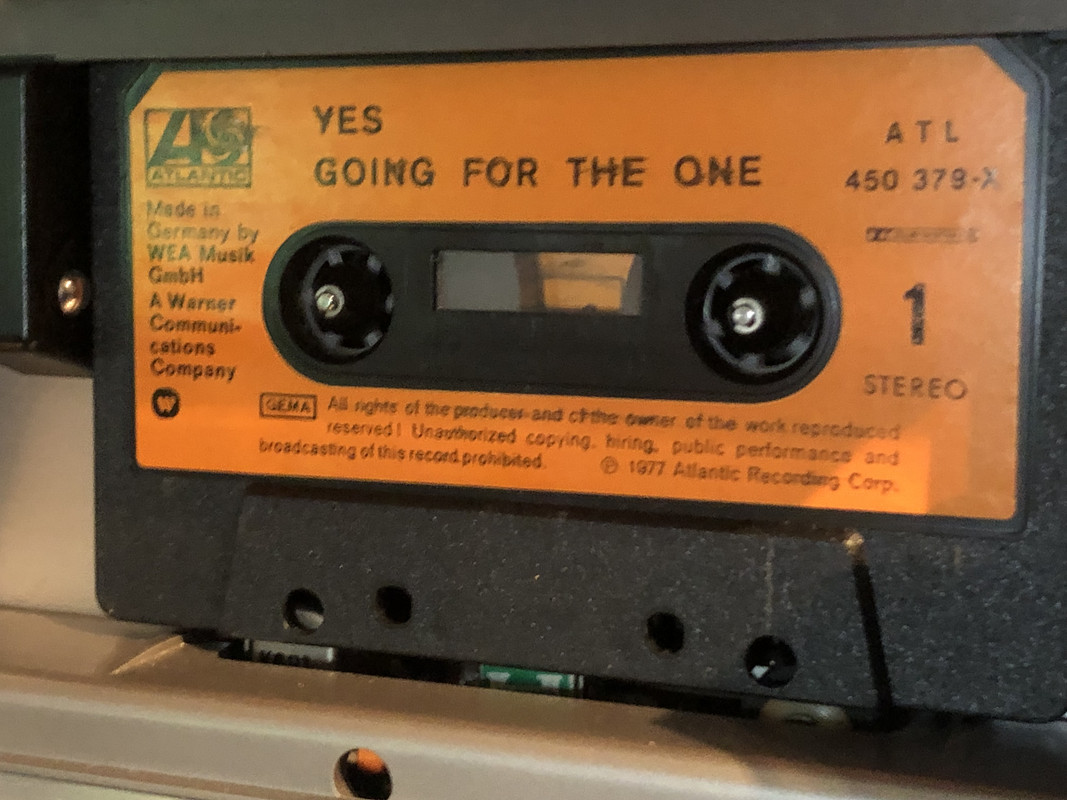 YES
GOING FOR THE ONE
ATLANTIC
Made in
Germany by
WEA Musik
GmbH
A Warner
Communi-
cations
Company
W
ATL
450 379-X
1
STEREO
GEMA All rights of the producer and of the owner of the work reproduced
reserved! Unauthorized copying, hiring, public performance and
broadcasting of this record prohibited. ℗ 1977 Atlantic Recording Corp.